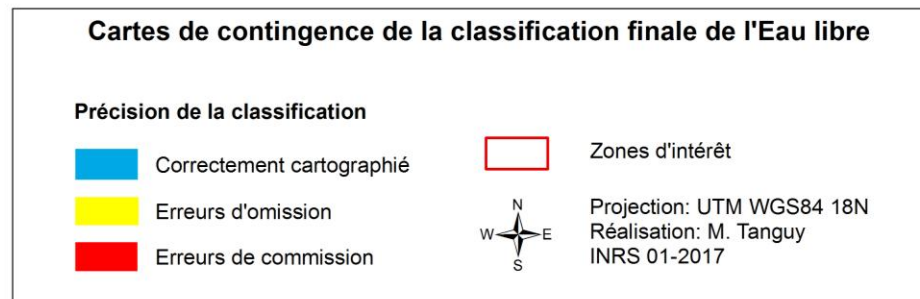 Cartes de contingence de la classification finale de l'Eau libre
Précision de la classification
Correctement cartographié
Erreurs d'omission
Erreurs de commission
Zones d'intérêt
N
W E
S
Projection: UTM WGS84 18N
Réalisation: M. Tanguy
INRS 01-2017